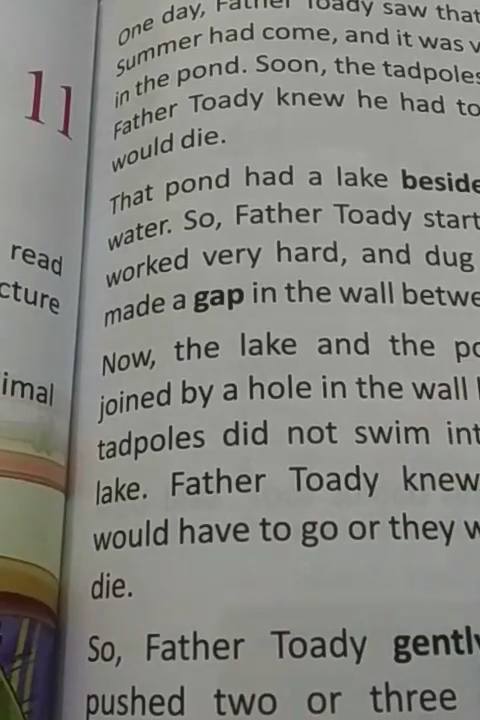 11
read
cture
imal
One day, Father Toady saw that
Summer had come, and it was
in the pond. Soon, the tadpoles
Father Toady knew he had to
would die.
That pond had a lake beside
water. So, Father Toady start
worked very hard, and dug
made a gap in the wall betwe
Now, the lake and the po
joined by a hole in the wall
tadpoles did not swim int
lake. Father Toady knew
would have to go or they w
die.
So, Father Toady gently
pushed two or three